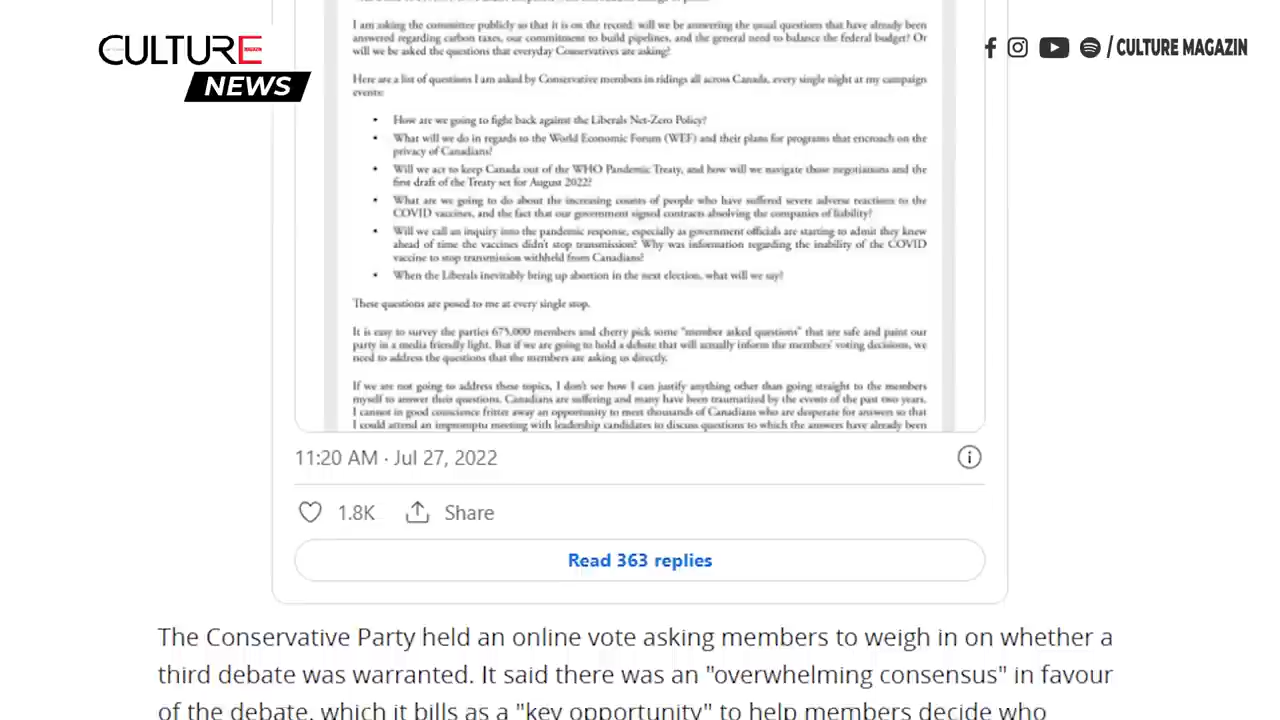 CULTURE
NEWS
/ CULTURE MAGAZIN
I am asking the committee publicly so that it is on the record: will we be answering the usual questions that have already been
answered regarding carbon taxes, our commitment to build pipelines, and the general need to balance the federal budget? Or
will we be asked the questions that everyday Conservatives are asking?
Here are a list of questions I am asked by Conservative members in ridings all across Canada, every single night at my campaign
events:
• How are we going to fight back against the Liberals Net-Zero Policy?
• What will we do in regards to the World Economic Forum (WEF) and their plans for programs that encroach on the
privacy of Canadians?
• Will we act to keep Canada out of the WHO Pandemic Treaty, and how will we navigate those negotiations and the
first draft of the Treaty set for August 2022?
• What are we going to do about the increasing counts of people who have suffered severe adverse reactions to the
COVID vaccines, and the fact that our government signed contracts absolving the companies of liability?
• Will we call an inquiry into the pandemic response, especially as government officials are starting to admit they knew
ahead of time the vaccines didn't stop transmission? Why was information regarding the inability of the COVID
vaccine to stop transmission withheld from Canadians?
• When the Liberals inevitably bring up abortion in the next election, what will we say?
These questions are posed to me at every single stop.
It is easy to survey the parties 675,000 members and cherry pick some "member asked questions" that are safe and paint our
party in a media friendly light. But if we are going to hold a debate that will actually inform the members' voting decisions, we
need to address the questions that the members are asking us directly.
If we are not going to address these topics, I don't see how I can justify anything other than going straight to the members
myself to answer their questions. Canadians are suffering and many have been traumatized by the events of the past two years.
I cannot in good conscience fritter away an opportunity to meet thousands of Canadians who are desperate for answers so that
I could attend an impromptu meeting with leadership candidates to discuss questions to which the answers have already been
11:20 AM · Jul 27, 2022
1.8K Share
Read 363 replies
The Conservative Party held an online vote asking members to weigh in on whether a
third debate was warranted. It said there was an "overwhelming consensus" in favour
of the debate, which it bills as a "key opportunity" to help members decide who